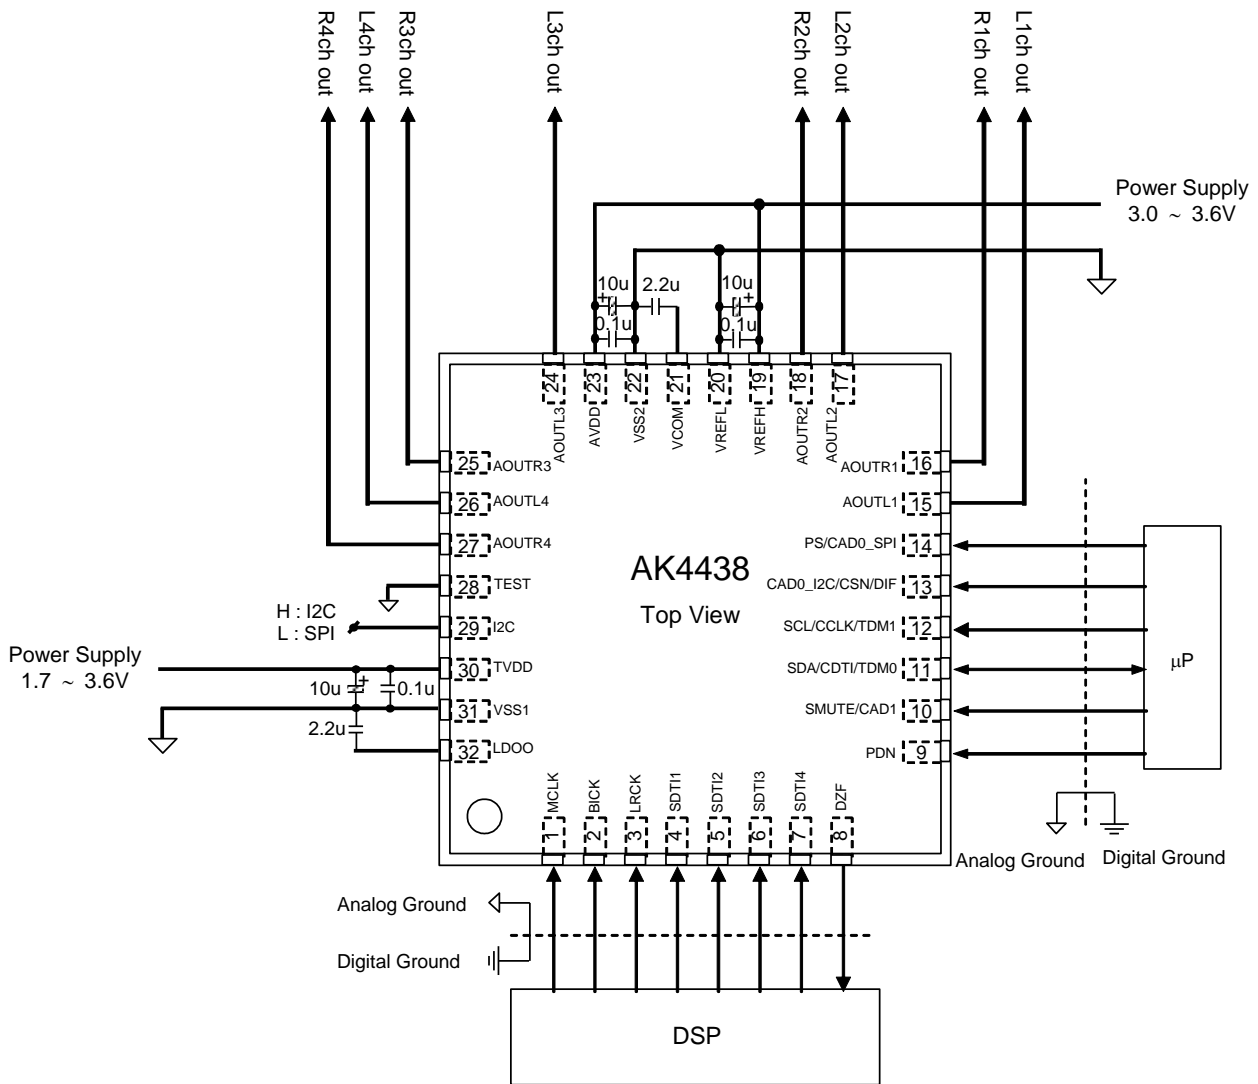 R4ch out
L4ch out
R3ch out
L3ch out
R2ch out
L2ch out
R1ch out
L1ch out
Power Supply
3.0 ~ 3.6V
10u
+
2.2u
0.1u
10u
+
0.1u
24
23
22
21
20
19
18
17
AOUTL3
AVDD
VSS2
VCOM
VREFL
VREFH
AOUTR2
AOUTL2
25 AOUTR3
26 AOUTL4
27 AOUTR4
28 TEST
29 I2C
30 TVDD
31 VSS1
32 LDOO
H : I2C
L : SPI
Power Supply
1.7 ~ 3.6V
10u
+
0.1u
2.2u
AK4438
Top View
AOUTR1 16
AOUTL1 15
PS/CAD0_SPI 14
CAD0_I2C/CSN/DIF 13
SCL/CCLK/TDM1 12
SDA/CDTI/TDM0 11
SMUTE/CAD1 10
PDN 9
μP
MCLK
BICK
LRCK
SDTI1
SDTI2
SDTI3
SDTI4
DZF
1
2
3
4
5
6
7
8
Analog Ground
Digital Ground
Analog Ground
Digital Ground
DSP